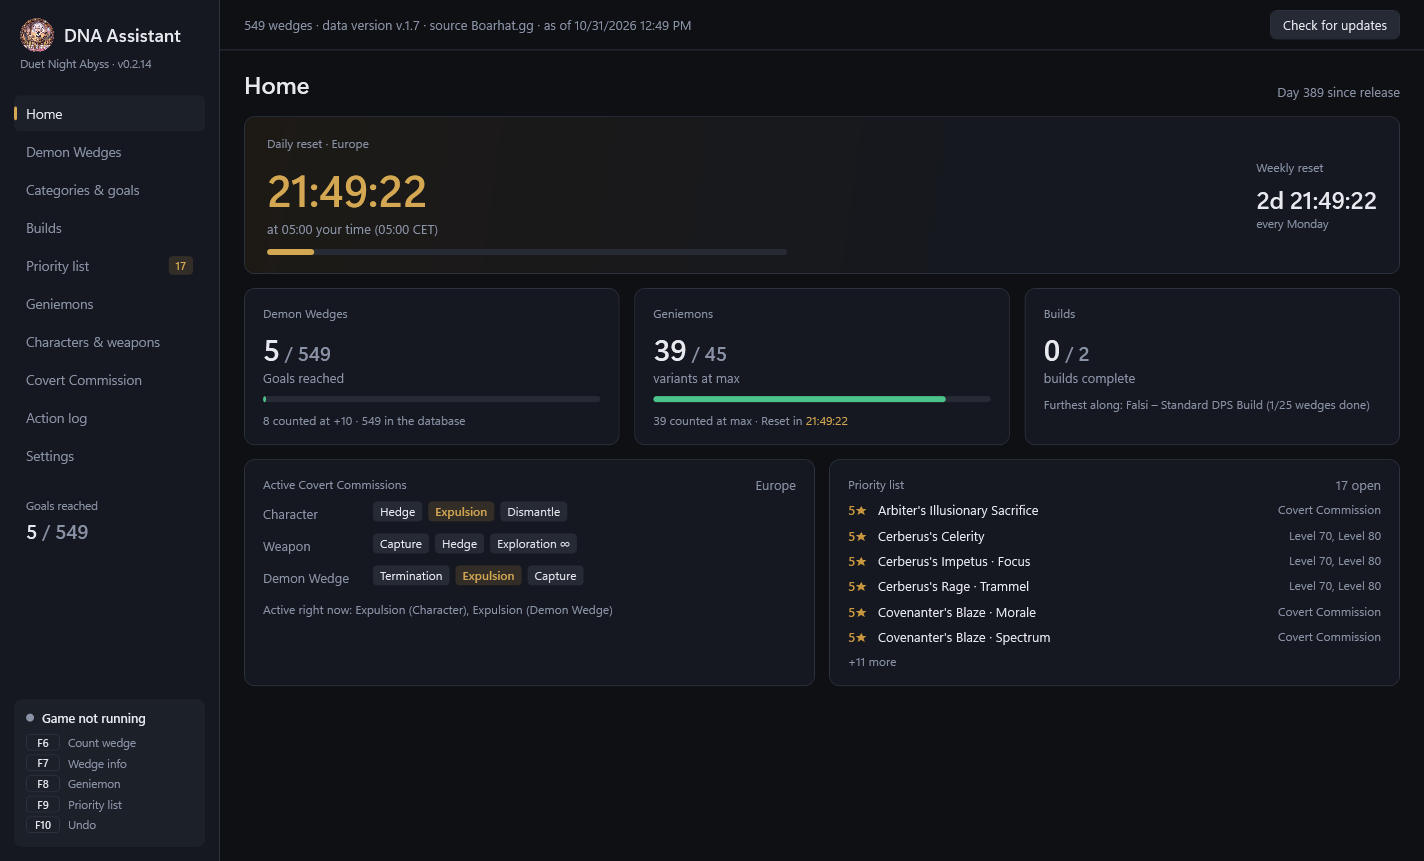 DNA Assistant
Duet Night Abyss · v0.2.14
Home
Demon Wedges
Categories & goals
Builds
Priority list 17
Geniemons
Characters & weapons
Covert Commission
Action log
Settings
Goals reached
5 / 549
Game not running
F6 Count wedge
F7 Wedge info
F8 Geniemon
F9 Priority list
F10 Undo
549 wedges · data version v.1.7 · source Boarhat.gg · as of 10/31/2026 12:49 PM
Check for updates
Home
Day 389 since release
Daily reset · Europe
21:49:22
at 05:00 your time (05:00 CET)
Weekly reset
2d 21:49:22
every Monday
Demon Wedges
5 / 549
Goals reached
8 counted at +10 · 549 in the database
Geniemons
39 / 45
variants at max
39 counted at max · Reset in 21:49:22
Builds
0 / 2
builds complete
Furthest along: Falsi – Standard DPS Build (1/25 wedges done)
Active Covert Commissions Europe
Character Hedge Expulsion Dismantle
Weapon Capture Hedge Exploration ∞
Demon Wedge Termination Expulsion Capture
Active right now: Expulsion (Character), Expulsion (Demon Wedge)
Priority list 17 open
5★ Arbiter's Illusionary Sacrifice Covert Commission
5★ Cerberus's Celerity Level 70, Level 80
5★ Cerberus's Impetus · Focus Level 70, Level 80
5★ Cerberus's Rage · Trammel Level 70, Level 80
5★ Covenanter's Blaze · Morale Covert Commission
5★ Covenanter's Blaze · Spectrum Covert Commission
+11 more